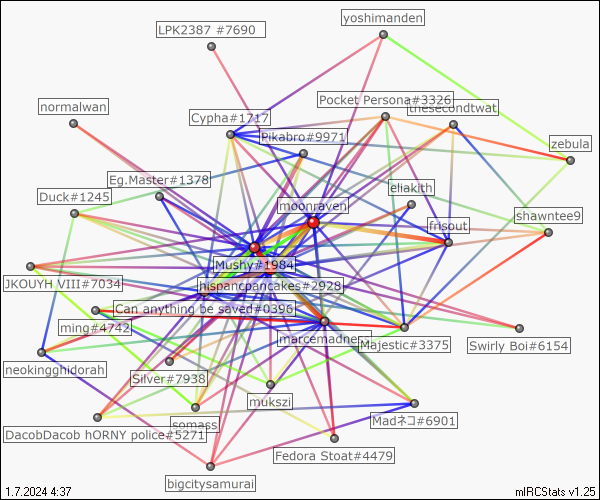 yoshimanden
LPK2387 #7690
normalwan
Pocket Persona#3326
thesecondtwat
Cypha#1717
Pikabro#9971
zebula
Eg.Master#1378
eliakith
Duck#1245
moonraven
shawntee9
frisout
Mushy#1984
JKOUYH VIII#7034
hispancpancakes#2928
Can anything be saved#0396
ming#4742
marcemadne
Majestic#3375
Swirly Boi#6154
neokingghidorah
Silver#7938
mukszi
somass
Madネコ#6901
DacobDacob hORNY police#5271
Fedora Stoat#4479
bigcitysamurai
1.7.2024 4:37
mIRCStats v1.25